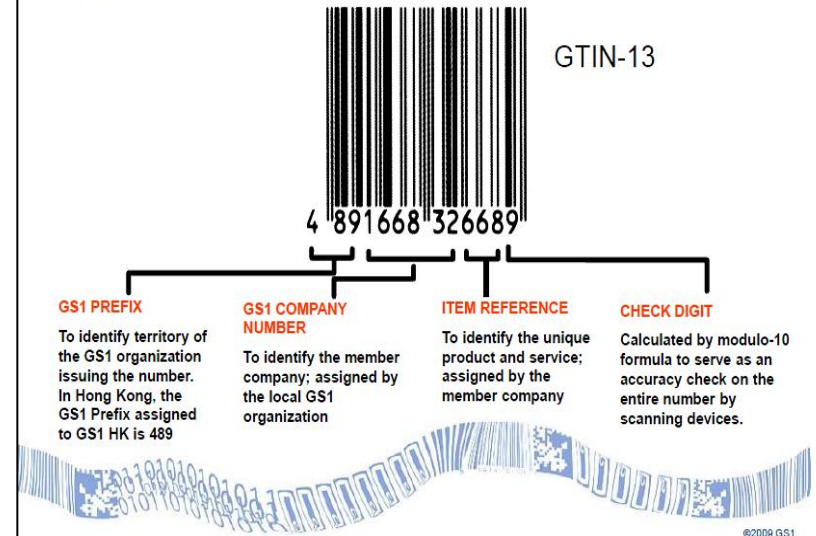 GTIN-13
4 891668 326689
GS1 PREFIX
To identify territory of
the GS1 organization
issuing the number.
In Hong Kong, the
GS1 Prefix assigned
to GS1 HK is 489
GS1 COMPANY
NUMBER
To identify the member
company; assigned by
the local GS1
organization
ITEM REFERENCE
To identify the unique
product and service;
assigned by the
member company
CHECK DIGIT
Calculated by modulo-10
formula to serve as an
accuracy check on the
entire number by
scanning devices.
©2009 GS1